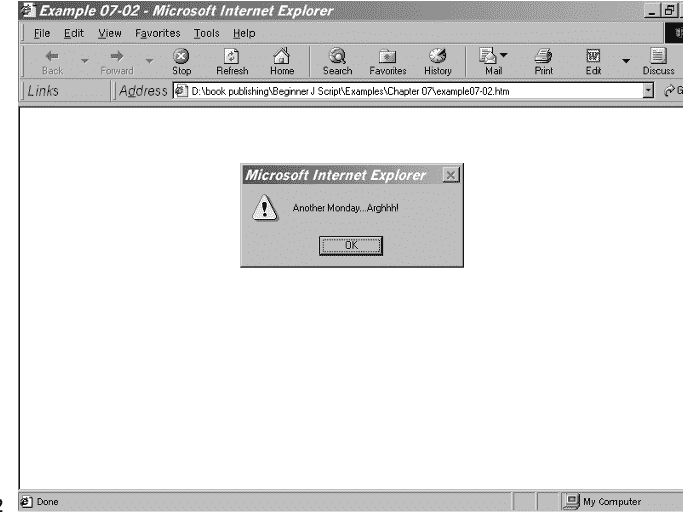 Example 07-02 - Microsoft Internet Explorer
File Edit View Favorites Tools Help
Back Forward Stop Refresh Home Search Favorites History Mail Print Edit Discuss
Links Address D:\book publishing\Beginner J Script\Examples\Chapter 07\example07-02.htm G
Microsoft Internet Explorer
Another Monday...Arghhh!
OK
2 Done My Computer